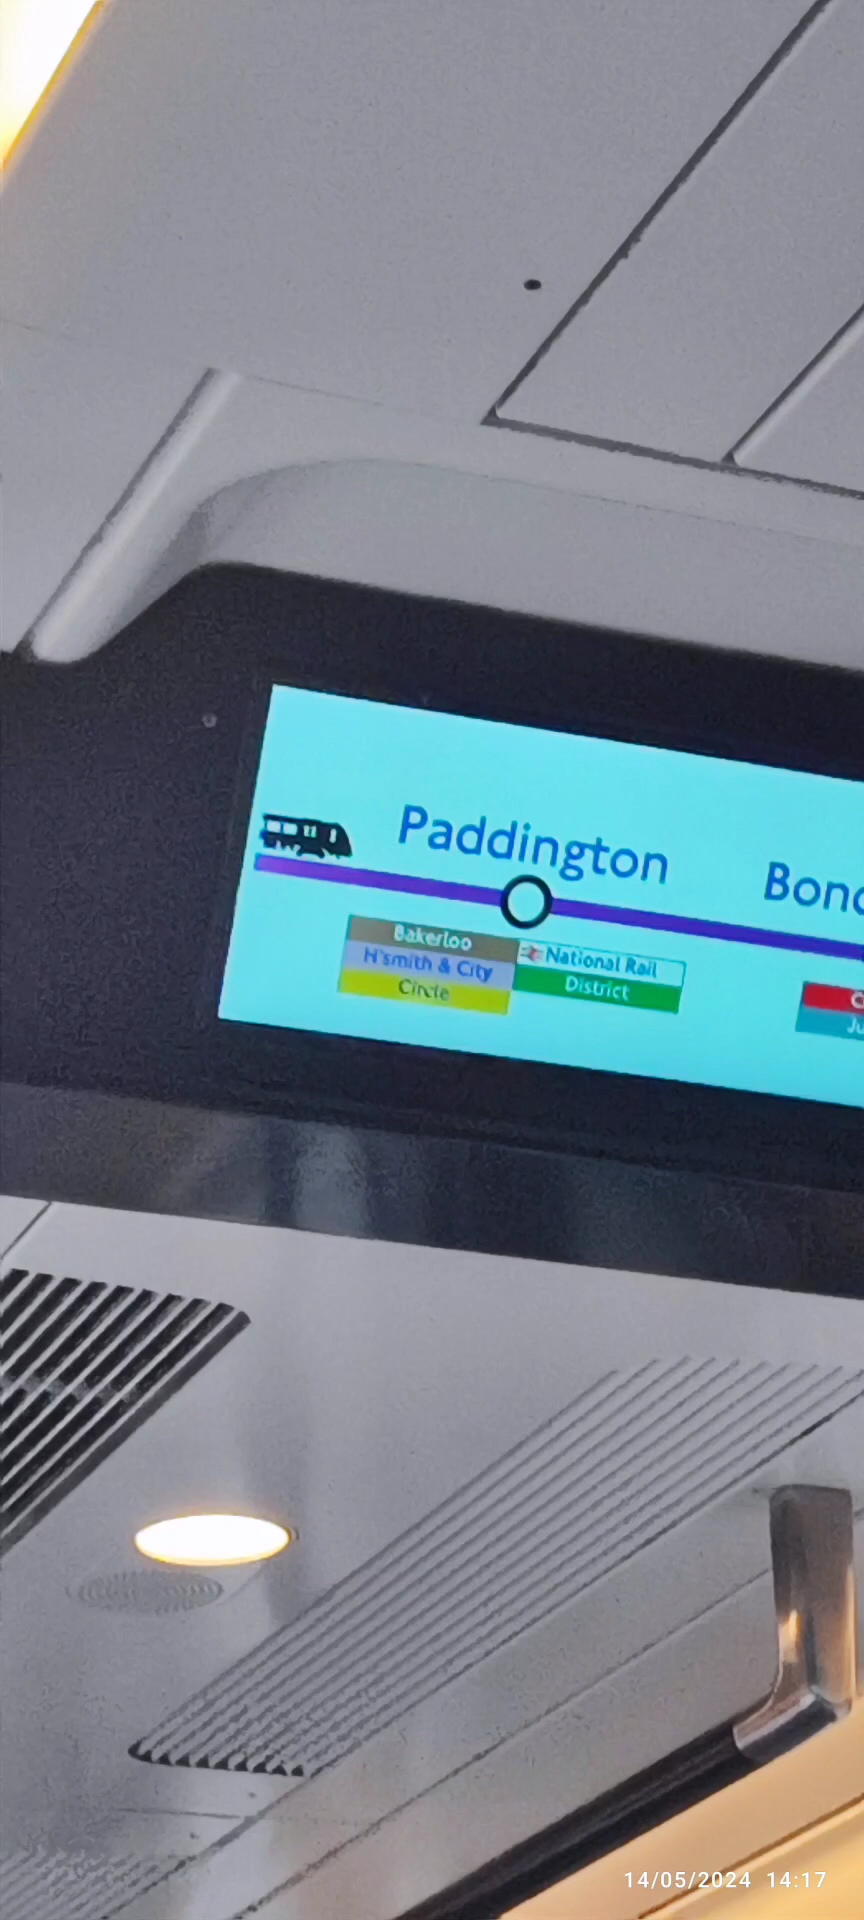 Paddington
Bakerloo
H'smith & City
Circle
National Rail
District
14/05/2024 14:17